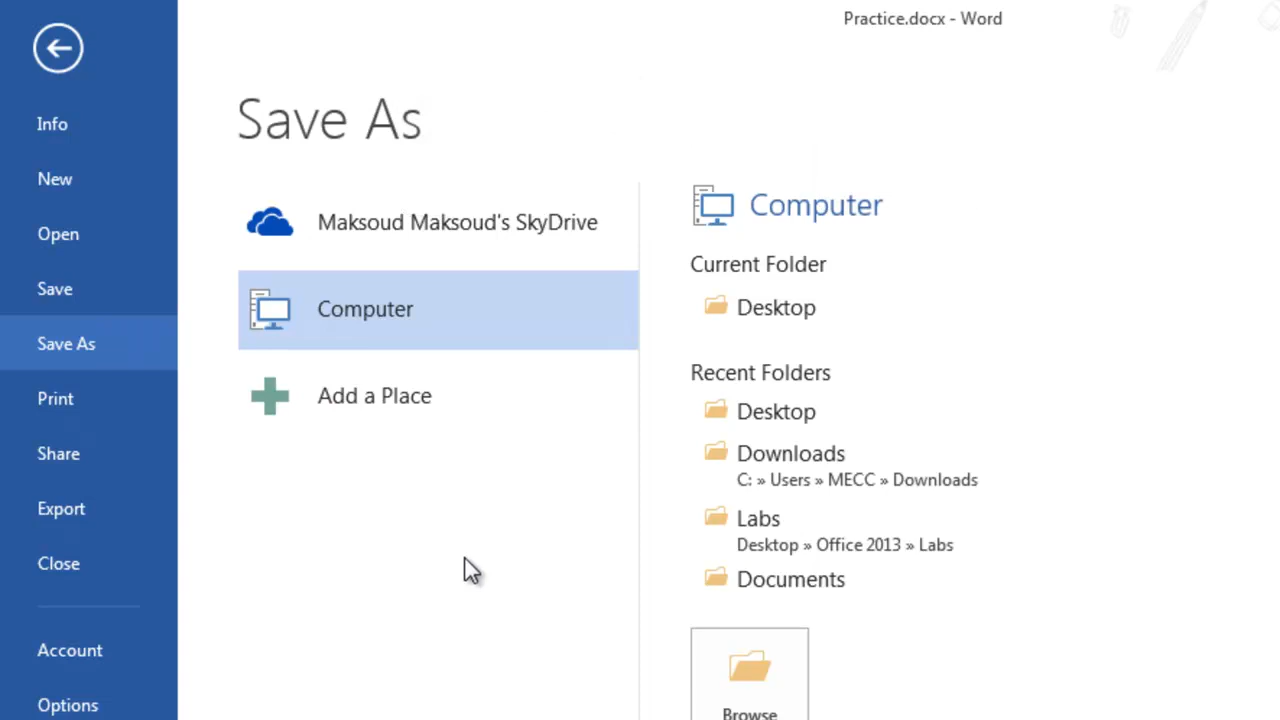 Practice.docx - Word
Info
New
Open
Save
Save As
Print
Share
Export
Close
Account
Options
Save As
Maksoud Maksoud's SkyDrive
Computer
Add a Place
Computer
Current Folder
Desktop
Recent Folders
Desktop
Downloads
C: » Users » MECC » Downloads
Labs
Desktop » Office 2013 » Labs
Documents
Browse